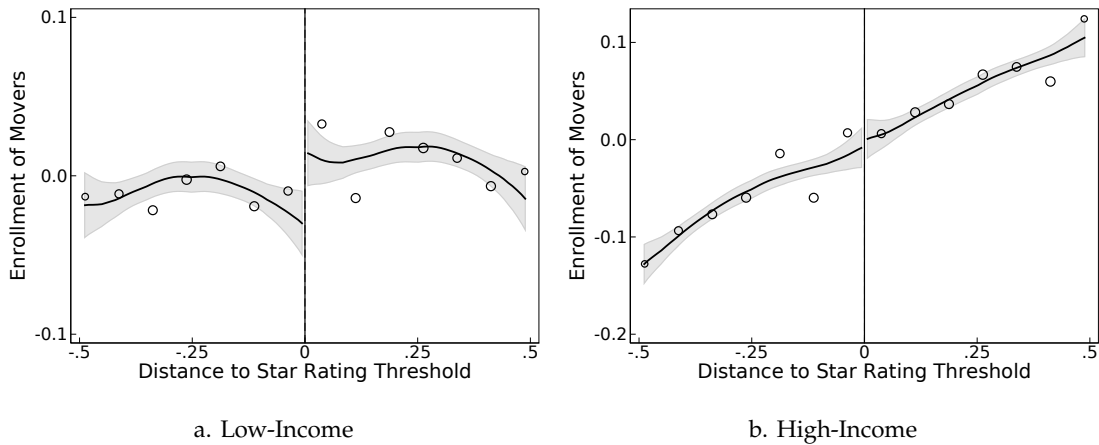 0.1
0.0
-0.1
Enrollment of Movers
-.5 -.25 0 .25 .5
Distance to Star Rating Threshold
a. Low-Income
0.1
0.0
-0.1
-0.2
Enrollment of Movers
-.5 -.25 0 .25 .5
Distance to Star Rating Threshold
b. High-Income